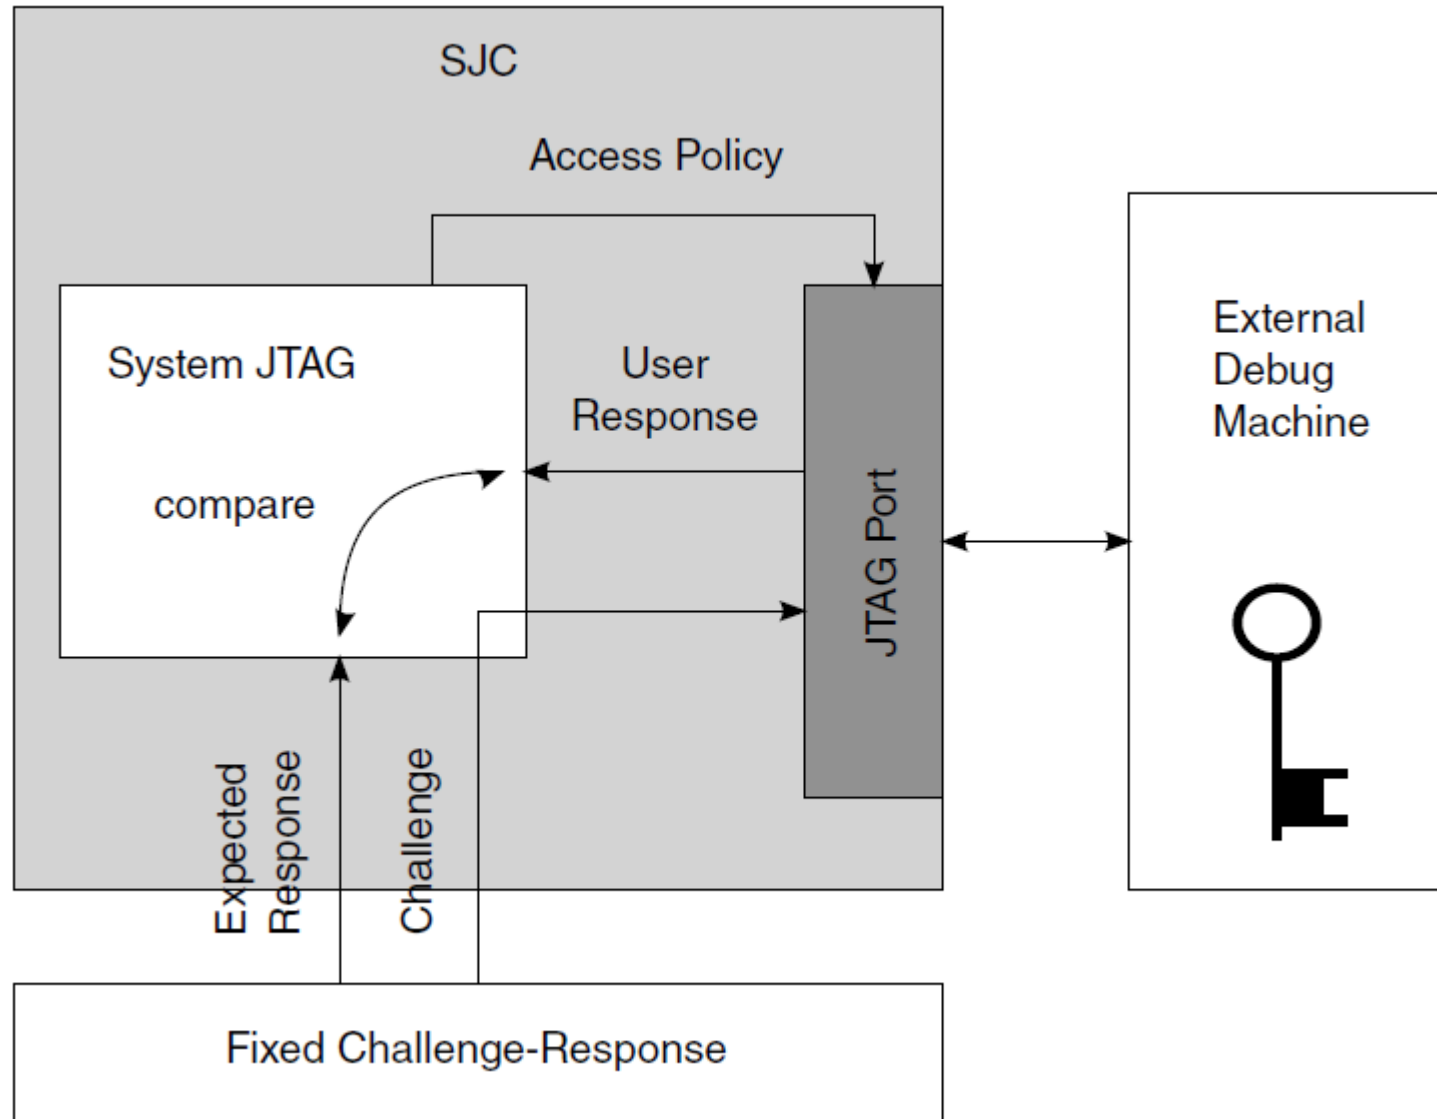 SJC
Access Policy
System JTAG
compare
User
Response
JTAG Port
External
Debug
Machine
Expected
Response
Challenge
Fixed Challenge-Response